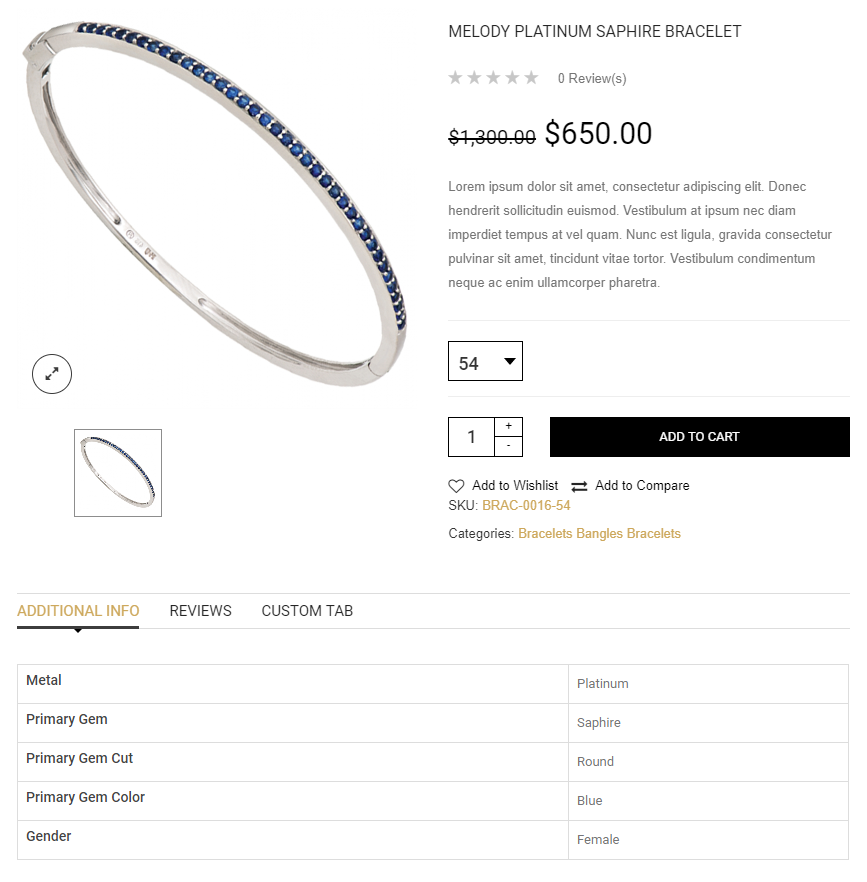 MELODY PLATINUM SAPHIRE BRACELET
0 Review(s)
$1,300.00 $650.00
Lorem ipsum dolor sit amet, consectetur adipiscing elit. Donec
hendrerit sollicitudin euismod. Vestibulum at ipsum nec diam
imperdiet tempus at vel quam. Nunc est ligula, gravida consectetur
pulvinar sit amet, tincidunt vitae tortor. Vestibulum condimentum
neque ac enim ullamcorper pharetra.
54
1 + -
ADD TO CART
Add to Wishlist Add to Compare
SKU: BRAC-0016-54
Categories: Bracelets Bangles Bracelets
ADDITIONAL INFO REVIEWS CUSTOM TAB
Metal Platinum
Primary Gem Saphire
Primary Gem Cut Round
Primary Gem Color Blue
Gender Female